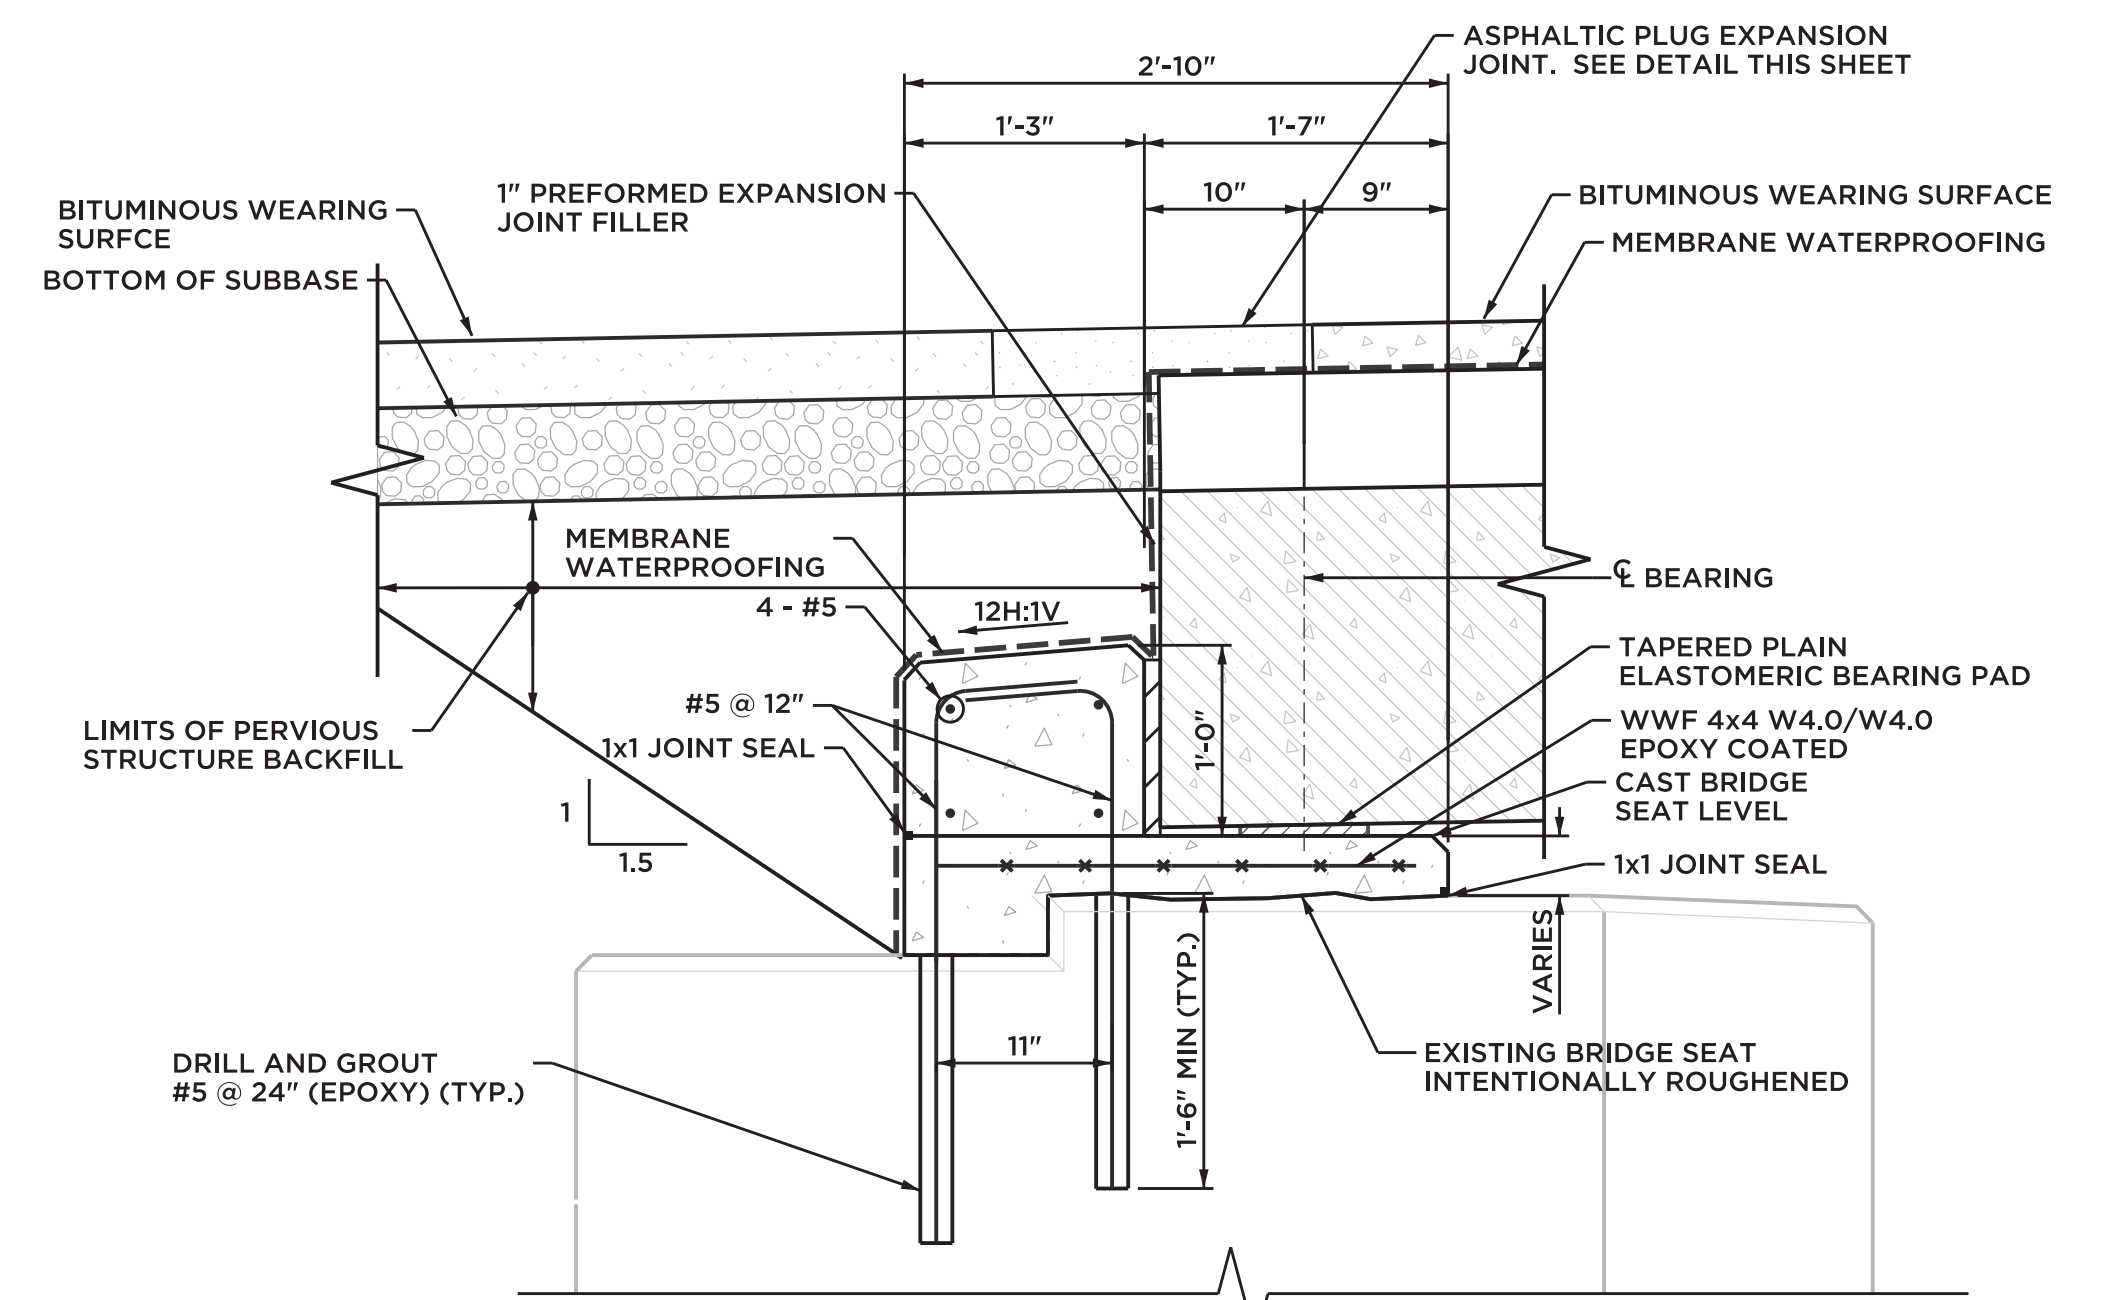 ASPHALTIC PLUG EXPANSION
JOINT.  SEE DETAIL THIS SHEET
2'-10"
1'-3"
1'-7"
1" PREFORMED EXPANSION
JOINT FILLER
10"
9"
BITUMINOUS WEARING SURFACE
BITUMINOUS WEARING
SURFCE
MEMBRANE WATERPROOFING
BOTTOM OF SUBBASE
MEMBRANE
WATERPROOFING
℄ BEARING
4 - #5
12H:1V
TAPERED PLAIN
ELASTOMERIC BEARING PAD
#5 @ 12"
LIMITS OF PERVIOUS
STRUCTURE BACKFILL
1x1 JOINT SEAL
1'-0"
WWF 4x4 W4.0/W4.0
EPOXY COATED
CAST BRIDGE
SEAT LEVEL
1
1.5
1x1 JOINT SEAL
VARIES
1'-6" MIN (TYP.)
11"
DRILL AND GROUT
#5 @ 24" (EPOXY) (TYP.)
EXISTING BRIDGE SEAT
INTENTIONALLY ROUGHENED